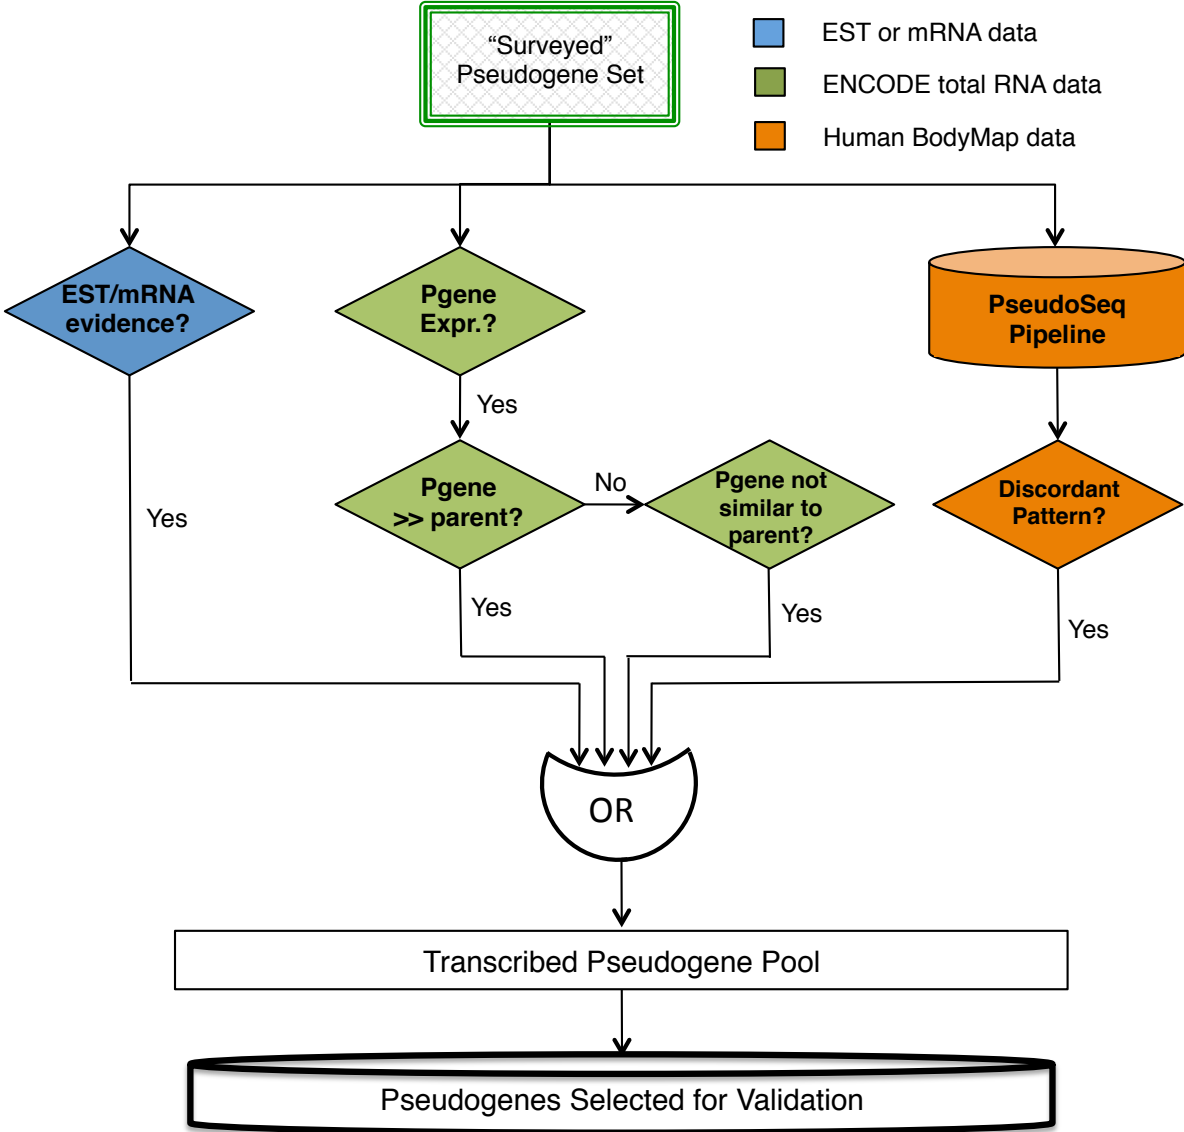 “Surveyed”
Pseudogene Set
EST or mRNA data
ENCODE total RNA data
Human BodyMap data
EST/mRNA
evidence?
Pgene
Expr.?
PseudoSeq
Pipeline
Yes
Pgene
>> parent?
No
Pgene not
similar to
parent?
Discordant
Pattern?
Yes
Yes
Yes
Yes
OR
Transcribed Pseudogene Pool
Pseudogenes Selected for Validation